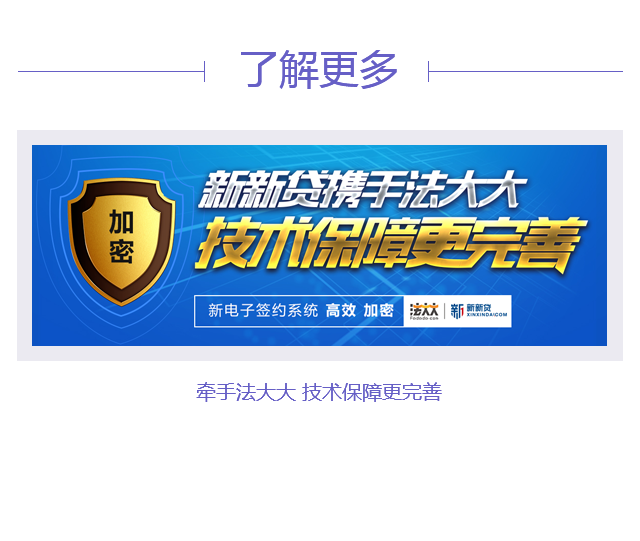 了解更多
加
密
新新贷携手法大大
技术保障更完善
新电子签约系统 高效 加密
法大大
Fadada.com
新 新新贷
XINXINDAI.COM
牵手法大大 技术保障更完善